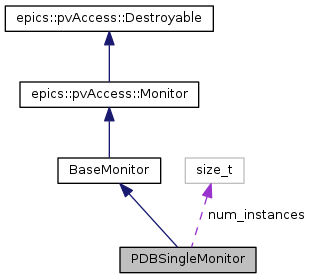 epics::pvAccess::Destroyable
epics::pvAccess::Monitor
BaseMonitor
size_t
num_instances
PDBSingleMonitor